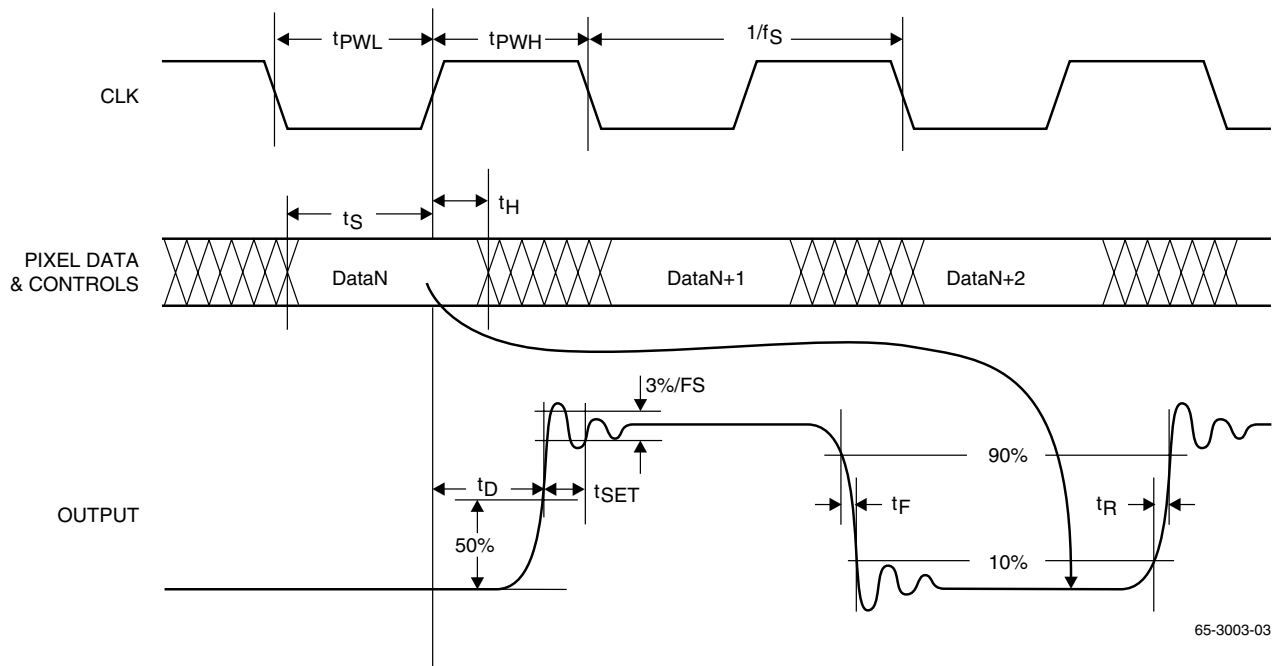 tPWL
tPWH
1/fS
CLK
tS
tH
PIXEL DATA
& CONTROLS
DataN
DataN+1
DataN+2
3%/FS
90%
tD
tSET
tF
tR
OUTPUT
50%
10%
65-3003-03